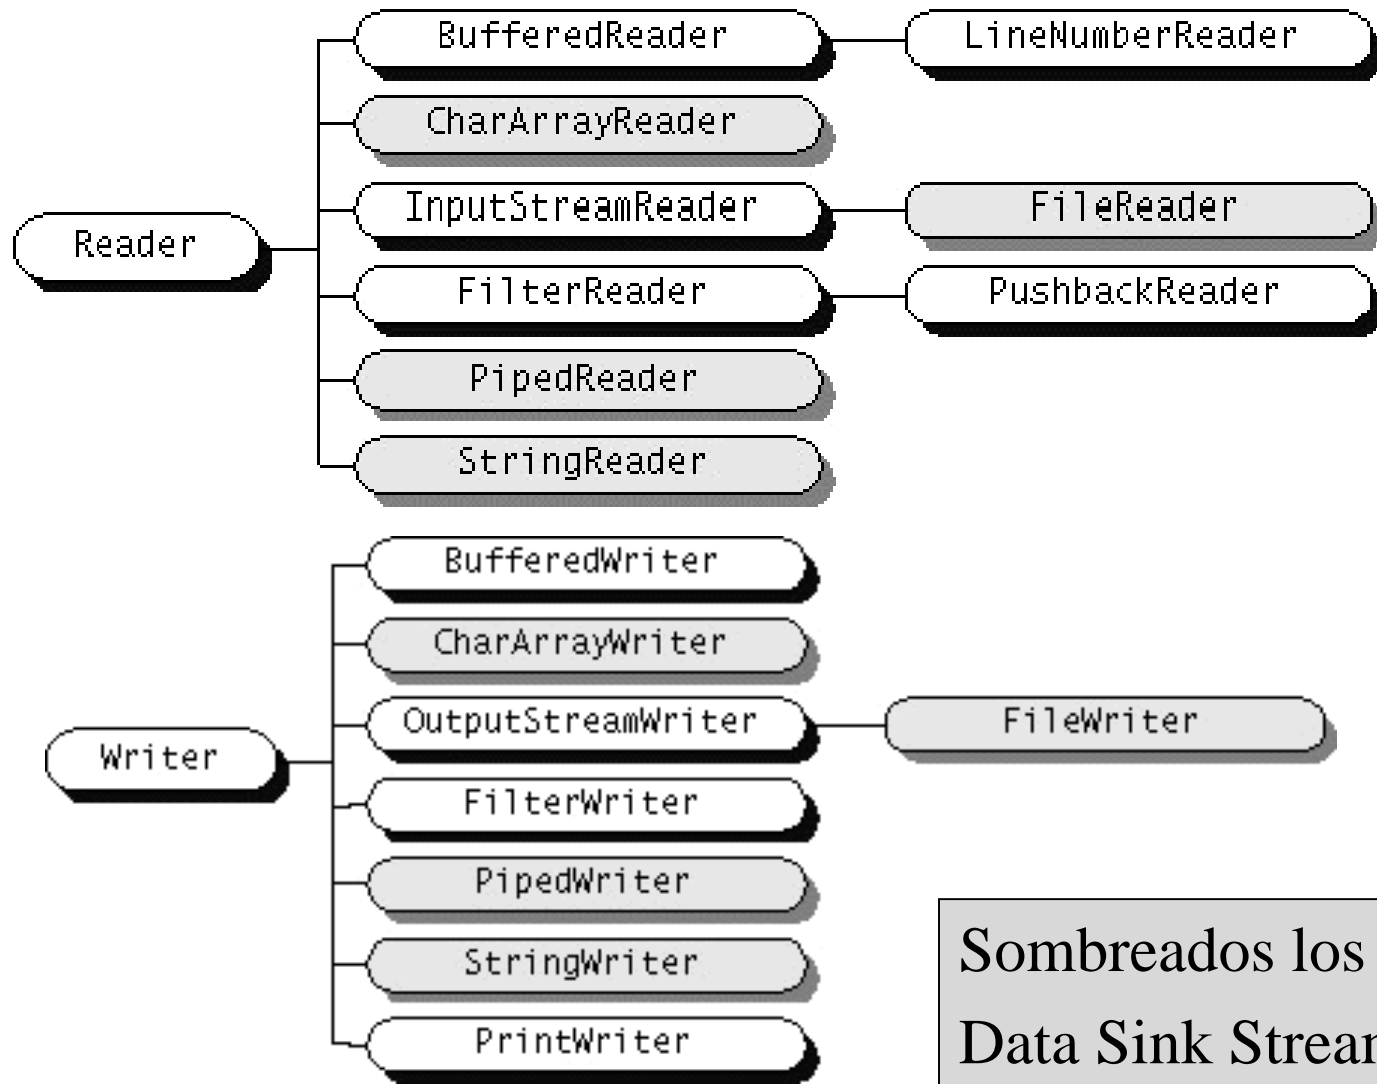 BufferedReader
LineNumberReader
CharArrayReader
InputStreamReader
FileReader
Reader
FilterReader
PushbackReader
PipedReader
StringReader
BufferedWriter
CharArrayWriter
OutputStreamWriter
FileWriter
Writer
FilterWriter
PipedWriter
StringWriter
PrintWriter
Sombreados los
Data Sink